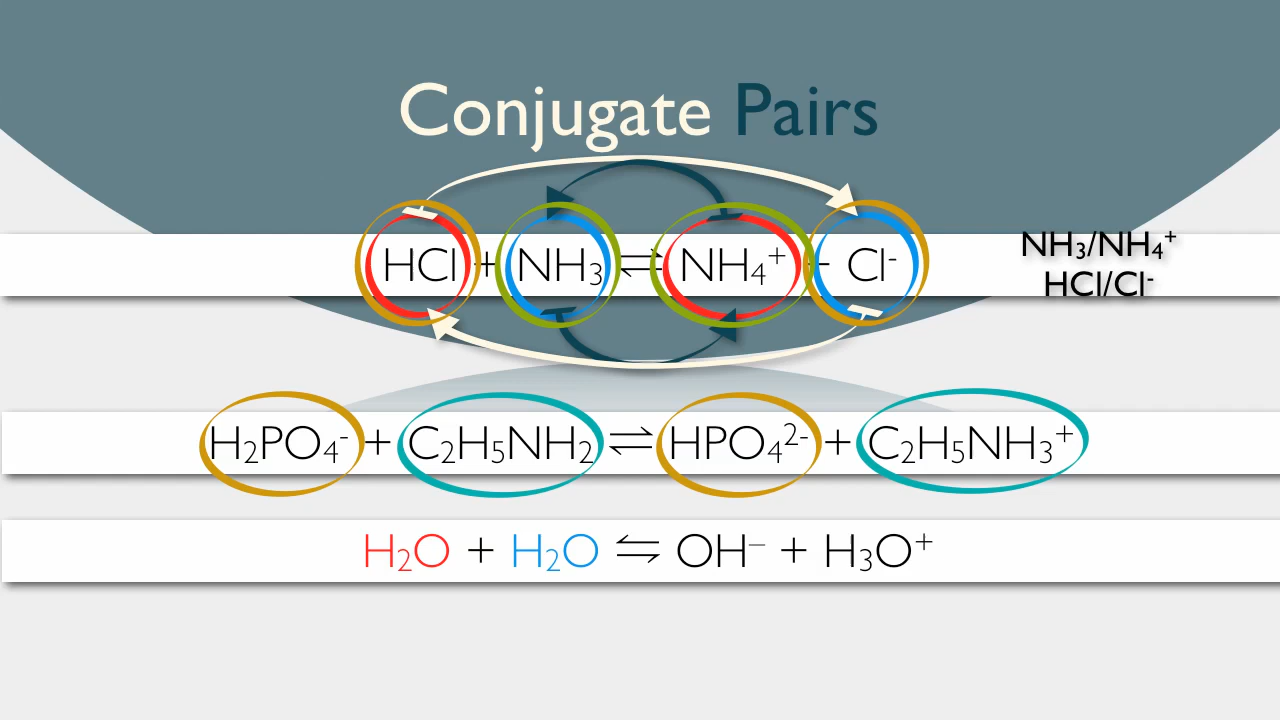 Conjugate Pairs
HCl + NH₃ ⇌ NH₄⁺ + Cl⁻
NH₃/NH₄⁺
HCl/Cl⁻
H₂PO₄⁻ + C₂H₅NH₂ ⇌ HPO₄²⁻ + C₂H₅NH₃⁺
H₂O + H₂O ⇌ OH⁻ + H₃O⁺